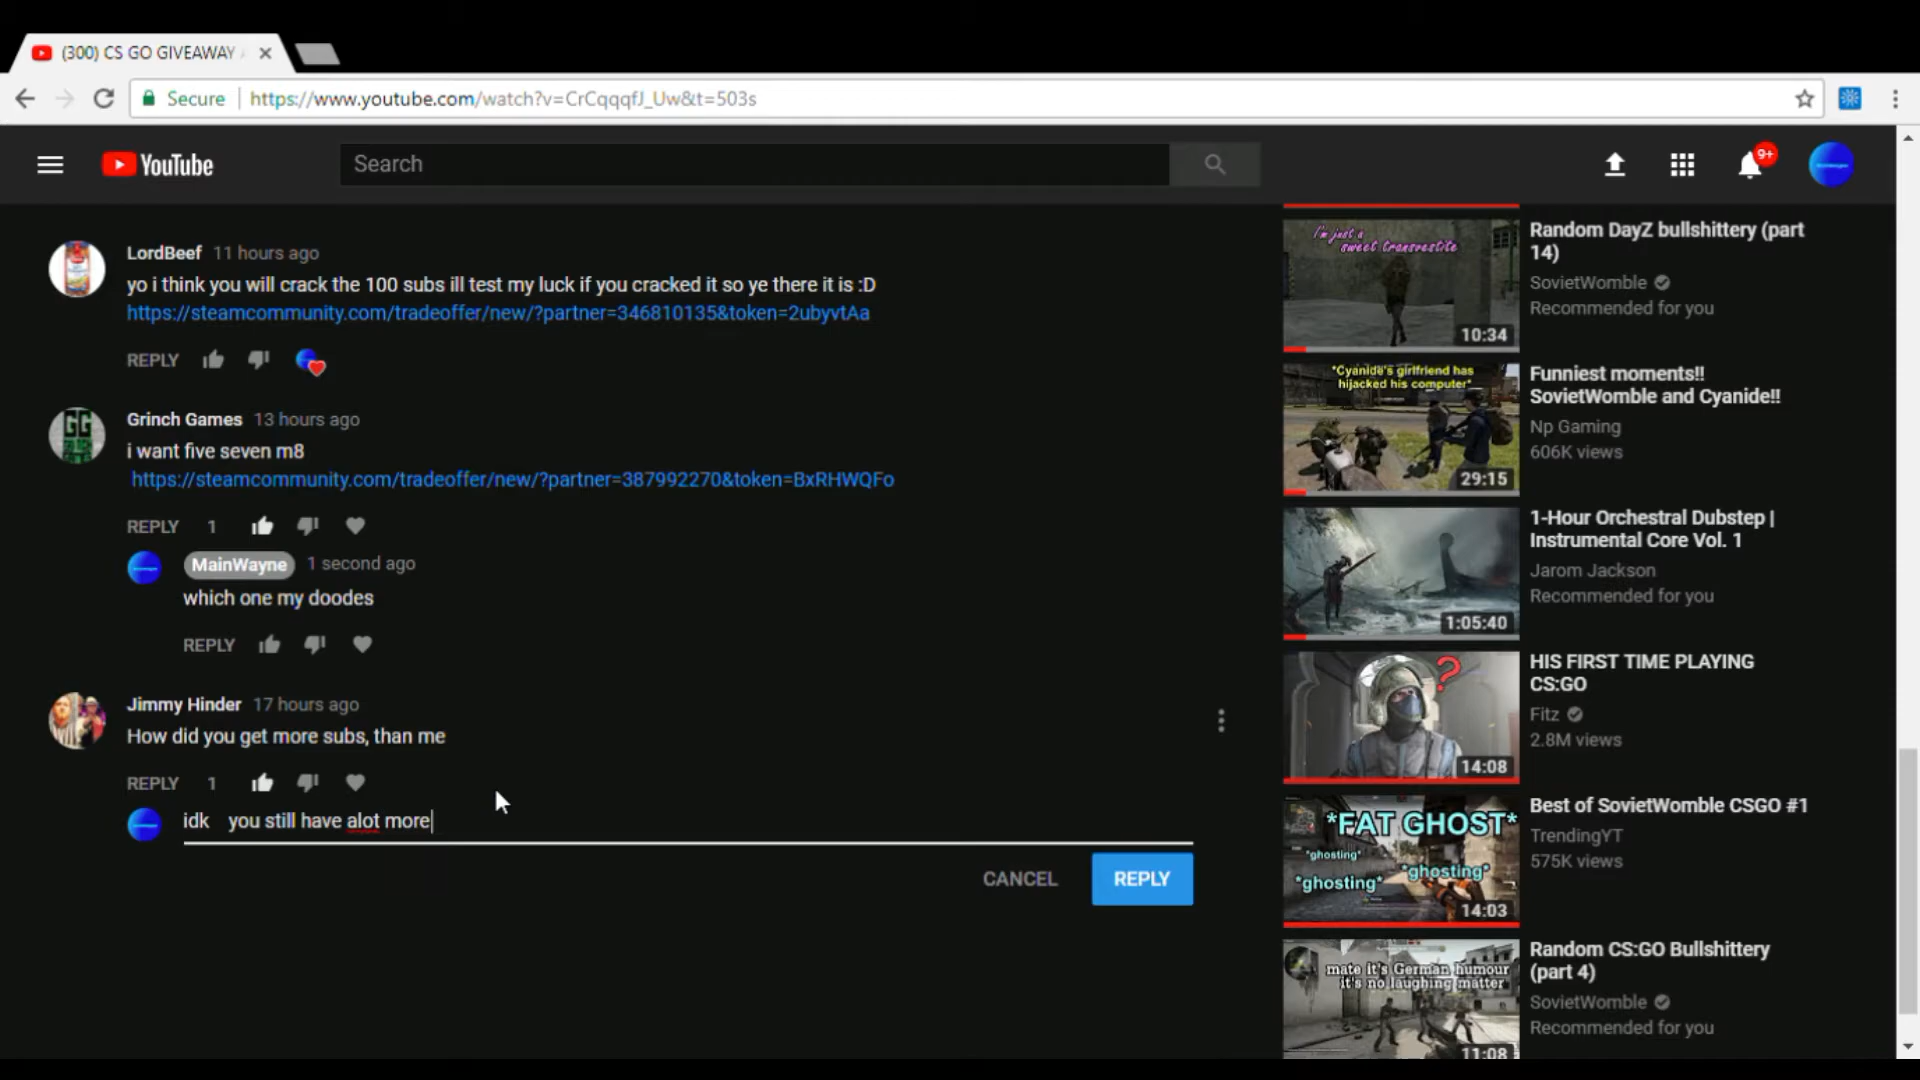 (300) CS GO GIVEAWAY
Secure
https://www.youtube.com/watch?v=CrCqqqfJ_Uw&t=503s
YouTube
Search
9+
LordBeef 11 hours ago
yo i think you will crack the 100 subs ill test my luck if you cracked it so ye there it is :D
https://steamcommunity.com/tradeoffer/new/?partner=346810135&token=2ubyvtAa
REPLY
Grinch Games 13 hours ago
i want five seven m8
https://steamcommunity.com/tradeoffer/new/?partner=387992270&token=BxRHWQFo
REPLY 1
MainWayne 1 second ago
which one my doodes
REPLY
Jimmy Hinder 17 hours ago
How did you get more subs, than me
REPLY 1
idk you still have alot more
CANCEL
REPLY
I'm just a
sweet transvestite
10:34
Random DayZ bullshittery (part
14)
SovietWomble
Recommended for you
*Cyanide's girlfriend has
hijacked his computer*
29:15
Funniest moments!!
SovietWomble and Cyanide!!
Np Gaming
606K views
1:05:40
1-Hour Orchestral Dubstep |
Instrumental Core Vol. 1
Jarom Jackson
Recommended for you
?
14:08
HIS FIRST TIME PLAYING
CS:GO
Fitz
2.8M views
*FAT GHOST*
*ghosting*
*ghosting*
*ghosting*
14:03
Best of SovietWomble CSGO #1
TrendingYT
575K views
mate it's German humour
it's no laughing matter
11:08
Random CS:GO Bullshittery
(part 4)
SovietWomble
Recommended for you